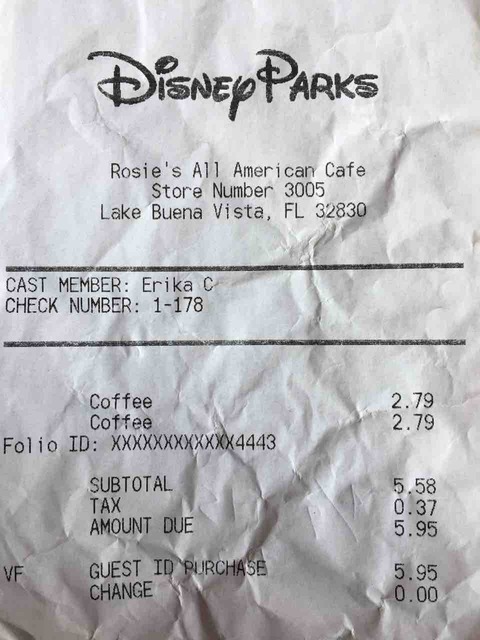 Disney Parks
Rosie's All American Cafe
Store Number 3005
Lake Buena Vista, FL 32830
CAST MEMBER: Erika C
CHECK NUMBER: 1-178
Coffee 2.79
Coffee 2.79
Folio ID: XXXXXXXXXXXX4443
SUBTOTAL 5.58
TAX 0.37
AMOUNT DUE 5.95
VF GUEST ID PURCHASE 5.95
CHANGE 0.00